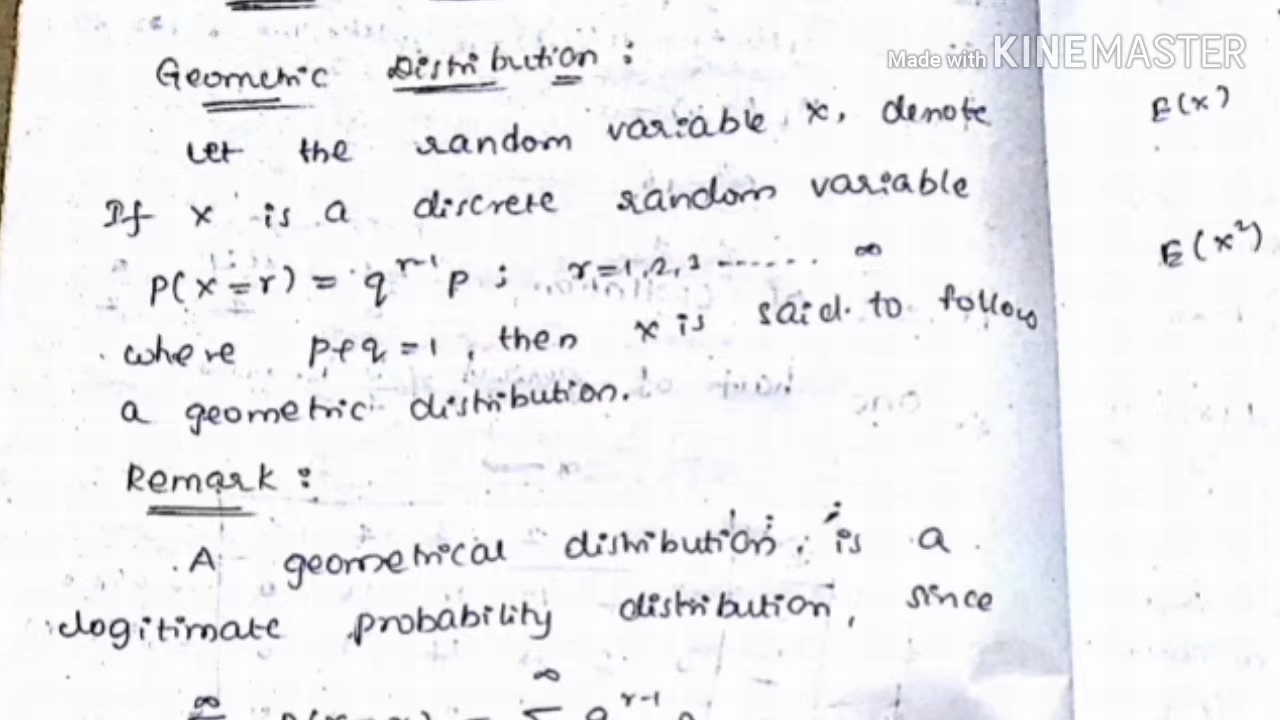 Made with KINEMASTER
Geometric Distribution :
Let the random variable x, denote
If x is a discrete random variable
P(x=r) = q^{r-1} p ; r=1,2,3 ------- ∞
where p+q=1, then x is said to follow
a geometric distribution.
Remark :
A geometrical distribution, is a
logitimate probability distribution, since
E(x)
E(x²)